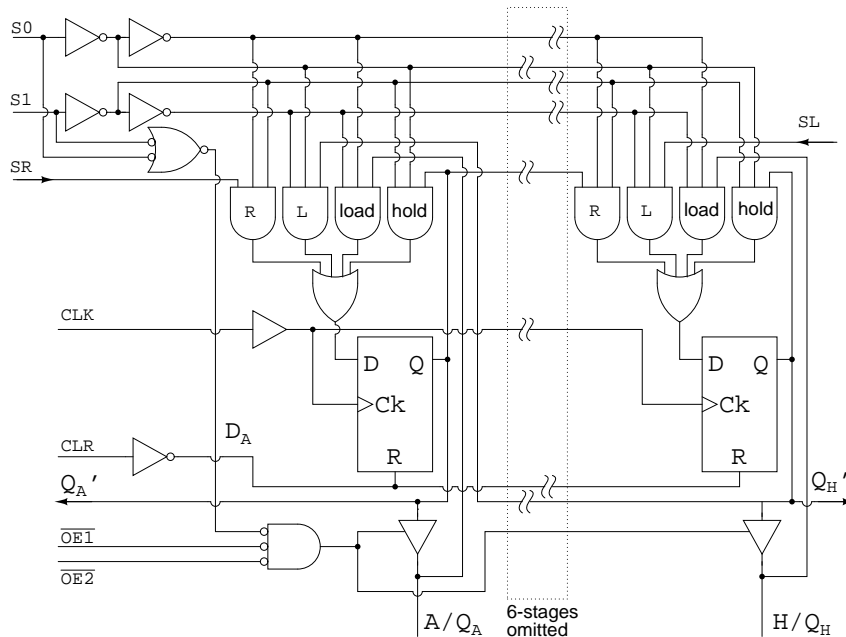 S0
S1
SL
SR
R
L
load
hold
R
L
load
hold
CLK
D
Q
Ck
R
D
Q
Ck
R
D_A
CLR
Q_A'
Q_H'
OE1
OE2
A/Q_A
6-stages
omitted
H/Q_H